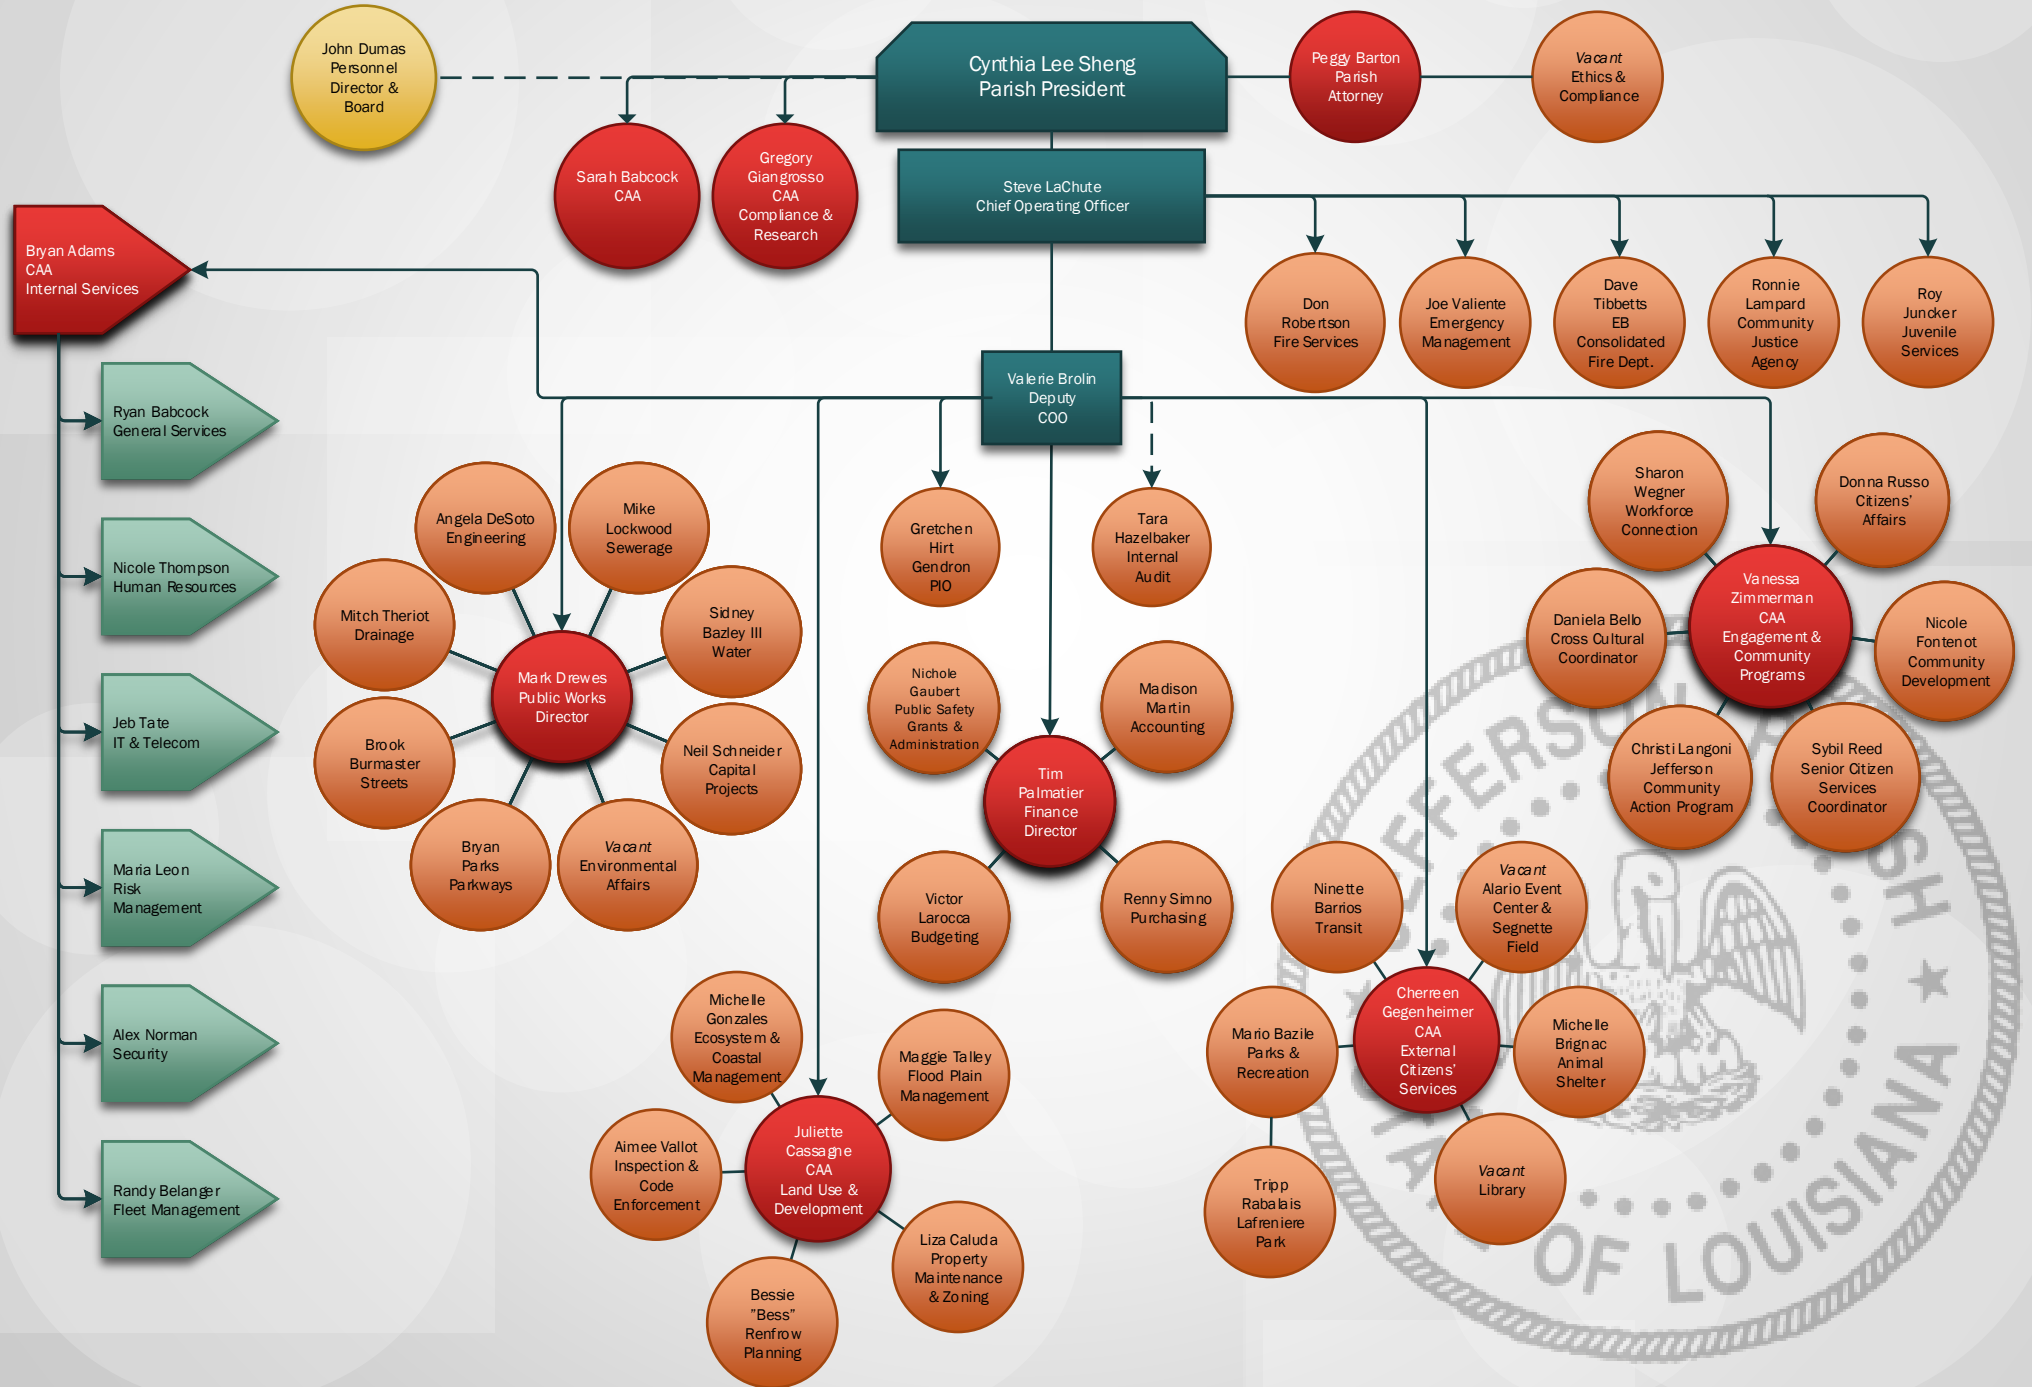 John Dumas
Personnel
Director &
Board
Cynthia Lee Sheng
Parish President
Peggy Barton
Parish
Attorney
Vacant
Ethics &
Compliance
Sarah Babcock
CAA
Gregory
Giangrosso
CAA
Compliance &
Research
Steve LaChute
Chief Operating Officer
Bryan Adams
CAA
Internal Services
Don
Robertson
Fire Services
Joe Valiente
Emergency
Management
Dave
Tibbetts
EB
Consolidated
Fire Dept.
Ronnie
Lampard
Community
Justice
Agency
Roy
Juncker
Juvenile
Services
Valerie Brolin
Deputy
COO
Ryan Babcock
General Services
Nicole Thompson
Human Resources
Jeb Tate
IT & Telecom
Maria Leon
Risk
Management
Alex Norman
Security
Randy Belanger
Fleet Management
Angela DeSoto
Engineering
Mike
Lockwood
Sewerage
Mitch Theriot
Drainage
Sidney
Bazley III
Water
Mark Drewes
Public Works
Director
Brook
Burmaster
Streets
Neil Schneider
Capital
Projects
Bryan
Parks
Parkways
Vacant
Environmental
Affairs
Gretchen
Hirt
Gendron
PIO
Tara
Hazelbaker
Internal
Audit
Nichole
Gaubert
Public Safety
Grants &
Administration
Madison
Martin
Accounting
Tim
Palmatier
Finance
Director
Victor
Larocca
Budgeting
Renny Simno
Purchasing
Sharon
Wegner
Workforce
Connection
Donna Russo
Citizens'
Affairs
Daniela Bello
Cross Cultural
Coordinator
Vanessa
Zimmerman
CAA
Engagement &
Community
Programs
Nicole
Fontenot
Community
Development
Christi Langoni
Jefferson
Community
Action Program
Sybil Reed
Senior Citizen
Services
Coordinator
Ninette
Barrios
Transit
Vacant
Alario Event
Center &
Segnette
Field
Mario Bazile
Parks &
Recreation
Cherreen
Gegenheimer
CAA
External
Citizens'
Services
Michelle
Brignac
Animal
Shelter
Tripp
Rabalais
Lafreniere
Park
Vacant
Library
Michelle
Gonzales
Ecosystem &
Coastal
Management
Maggie Talley
Flood Plain
Management
Aimee Vallot
Inspection &
Code
Enforcement
Juliette
Cassagne
CAA
Land Use &
Development
Liza Caluda
Property
Maintenance
& Zoning
Bessie
"Bess"
Renfrow
Planning
OF LOUISIANA